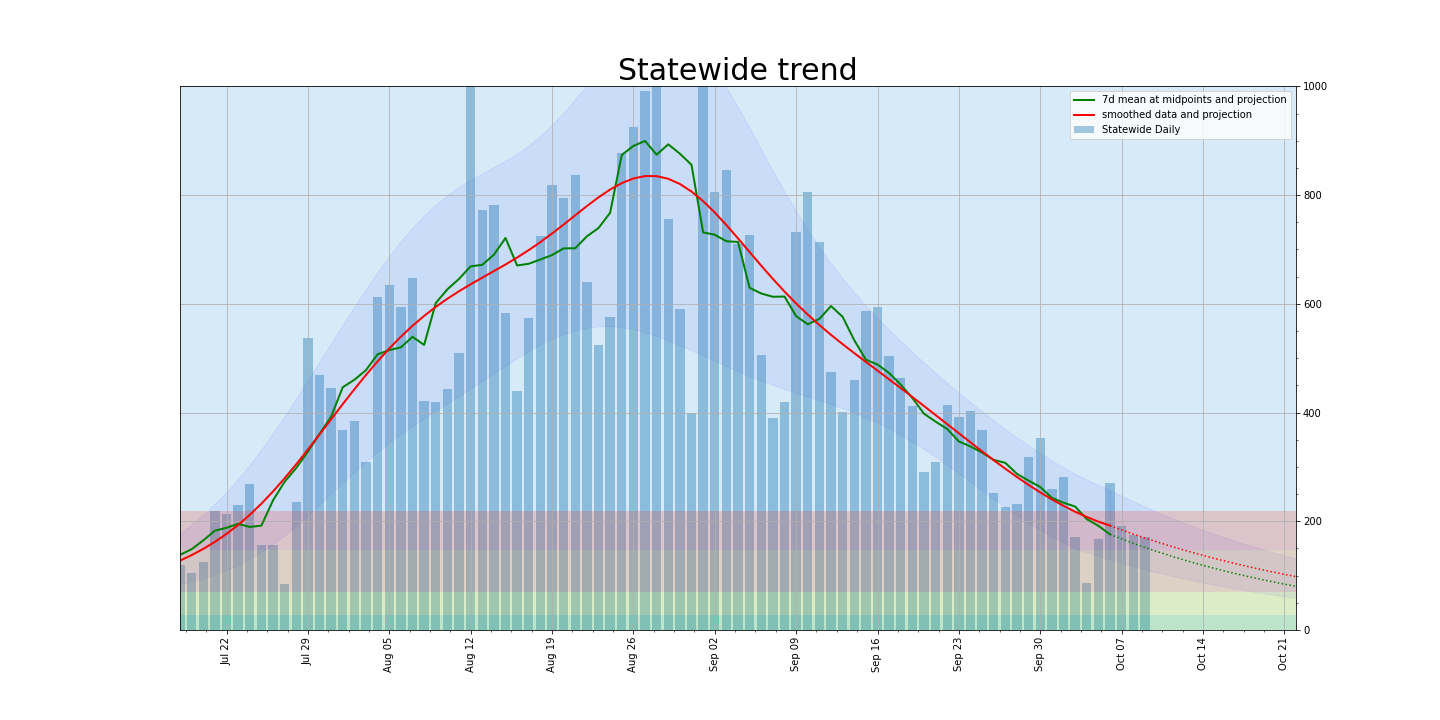 Statewide trend
7d mean at midpoints and projection
smoothed data and projection
Statewide Daily
1000
800
600
400
200
0
Jul 22
Jul 29
Aug 05
Aug 12
Aug 19
Aug 26
Sep 02
Sep 09
Sep 16
Sep 23
Sep 30
Oct 07
Oct 14
Oct 21